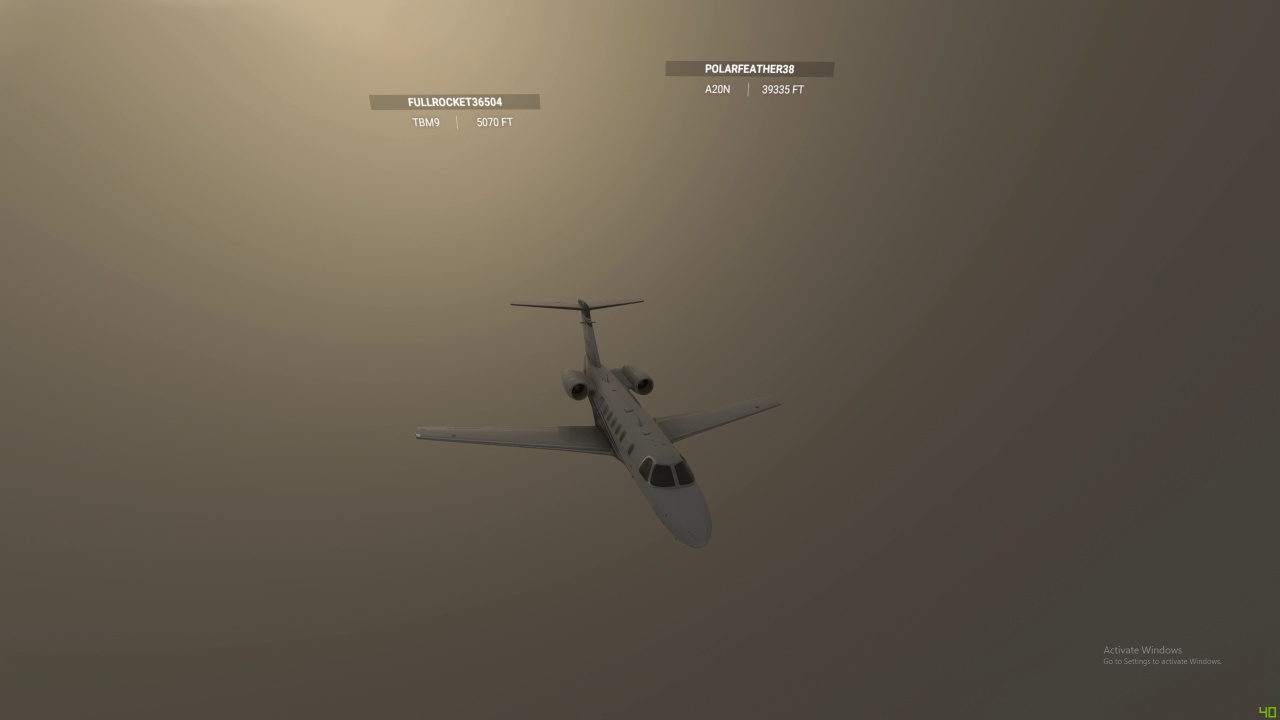 POLARFEATHER38
A20N | 39335 FT
FULLROCKET36504
TBM9 | 5070 FT
Activate Windows
Go to Settings to activate Windows.
40